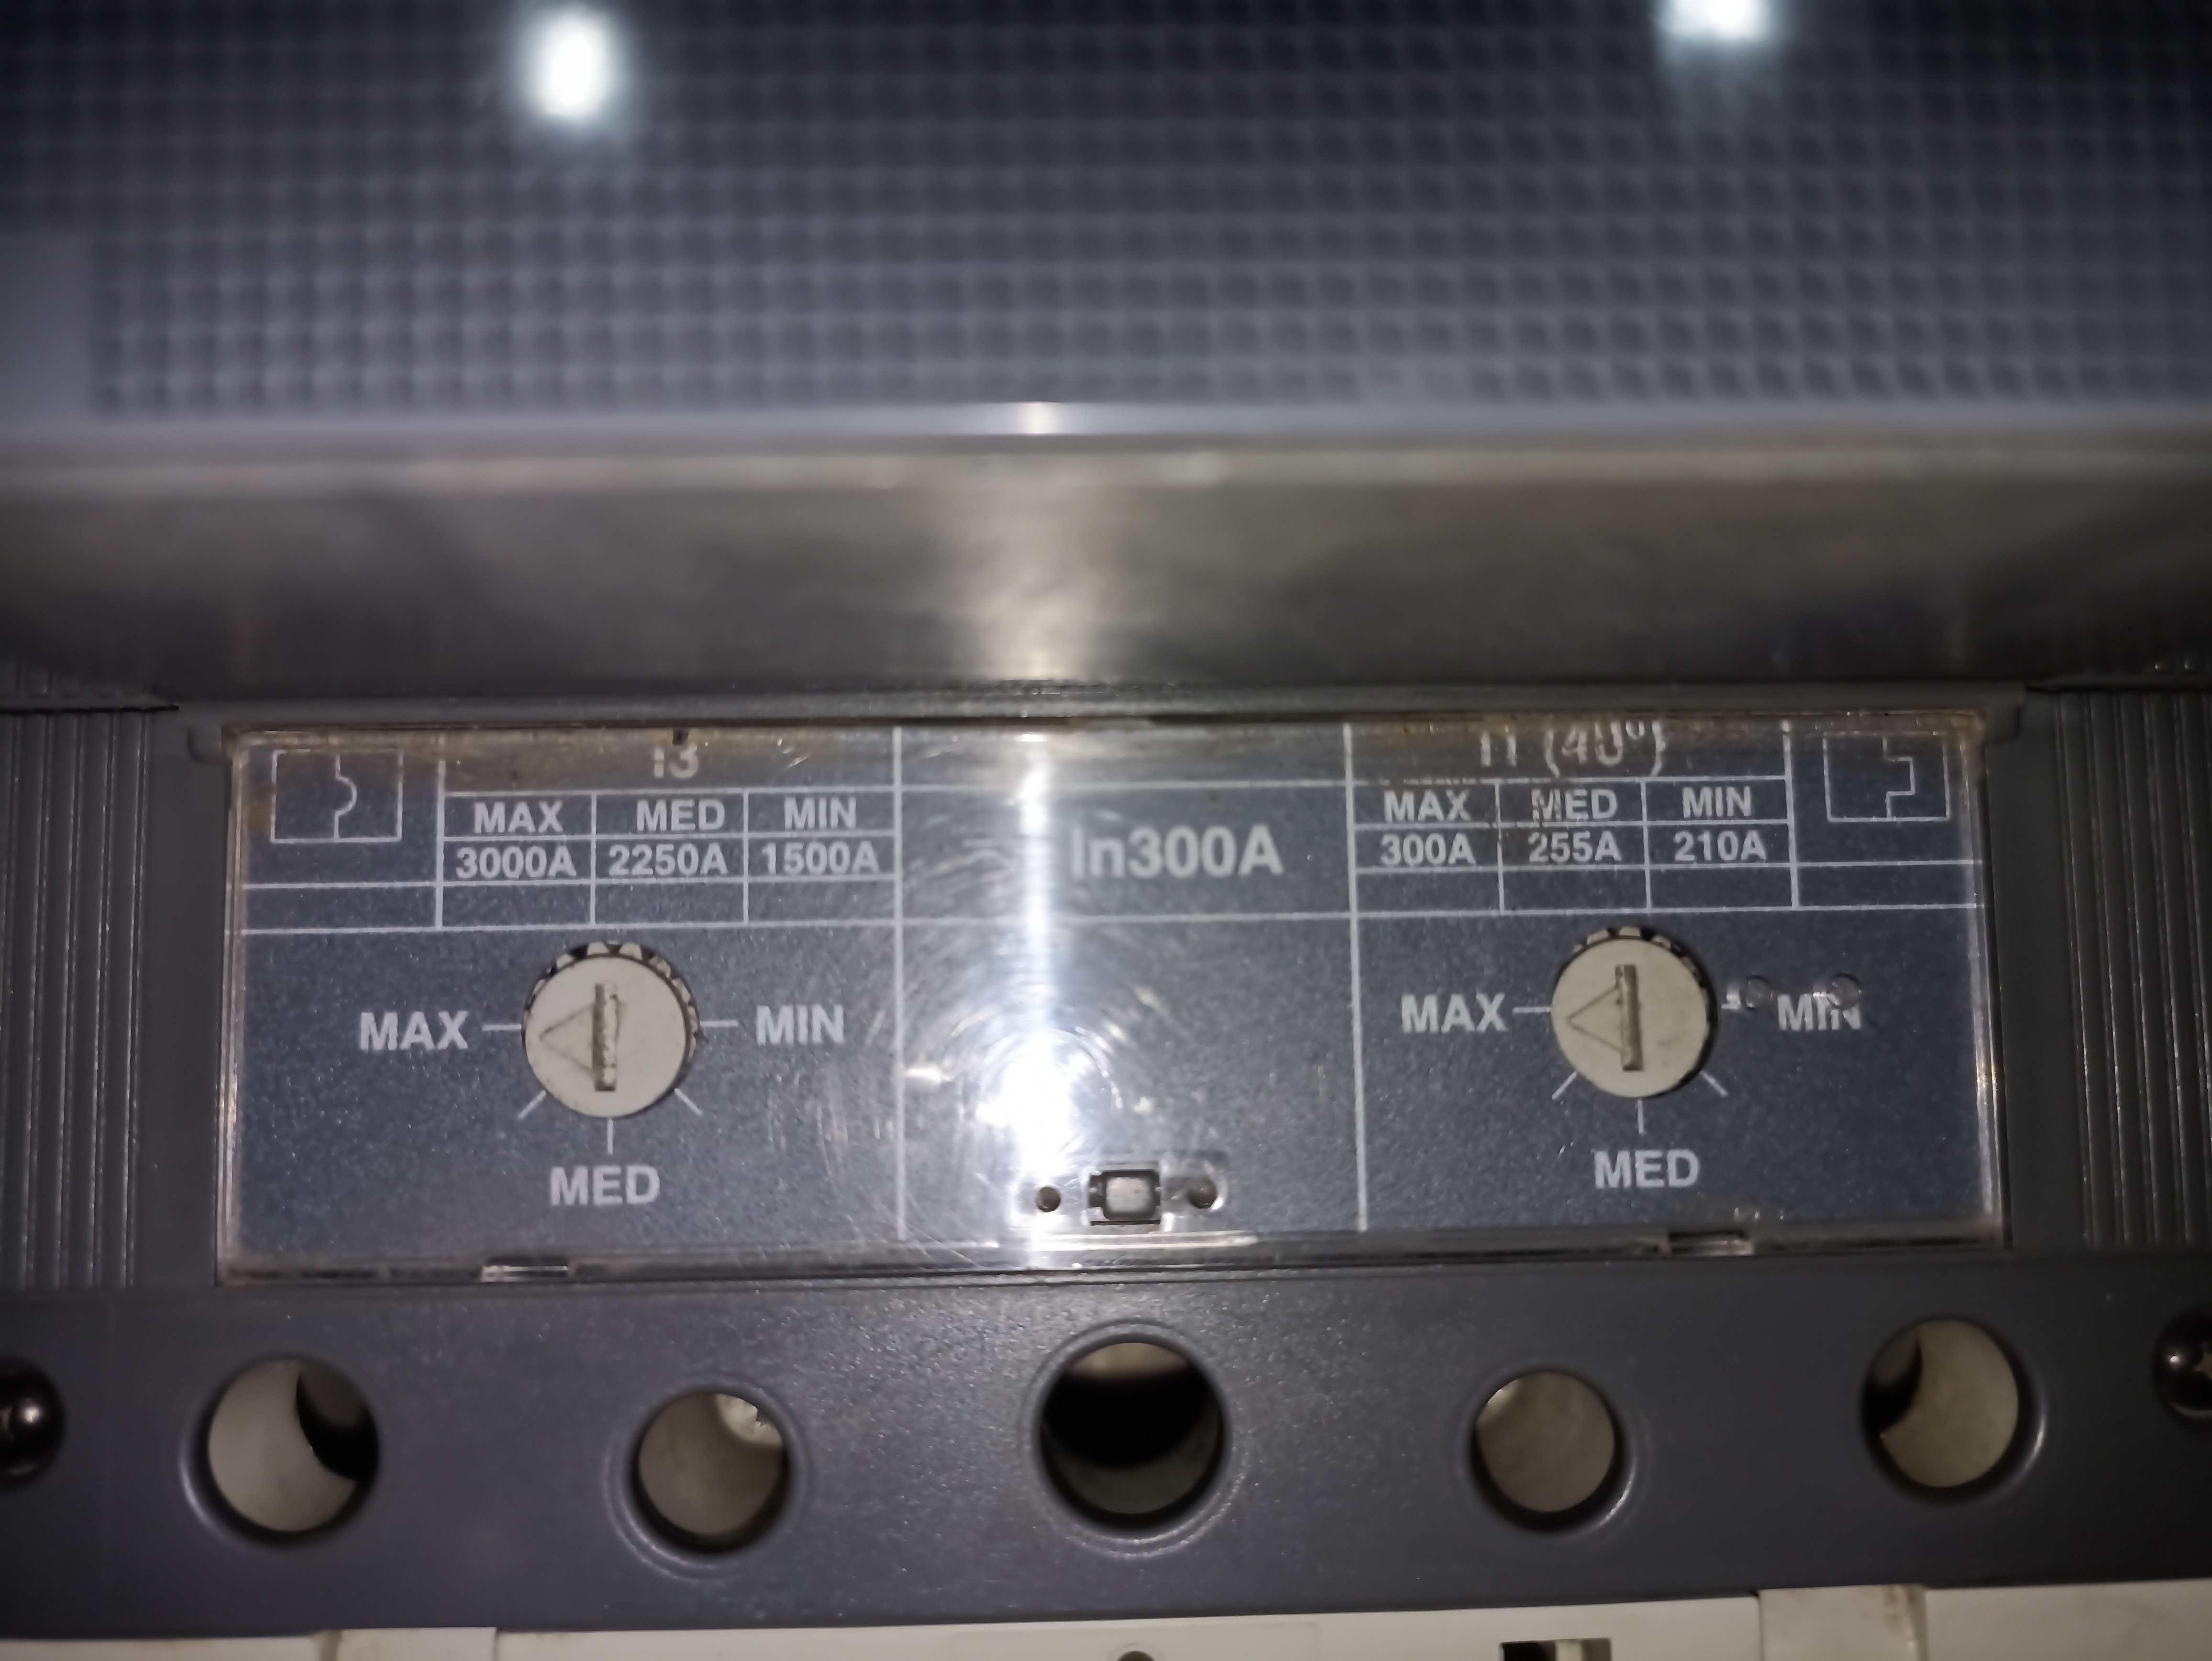 I3
MAX MED MIN
3000A 2250A 1500A
MAX MIN
MED
In300A
I1 (40°)
MAX MED MIN
300A 255A 210A
MAX MIN
MED